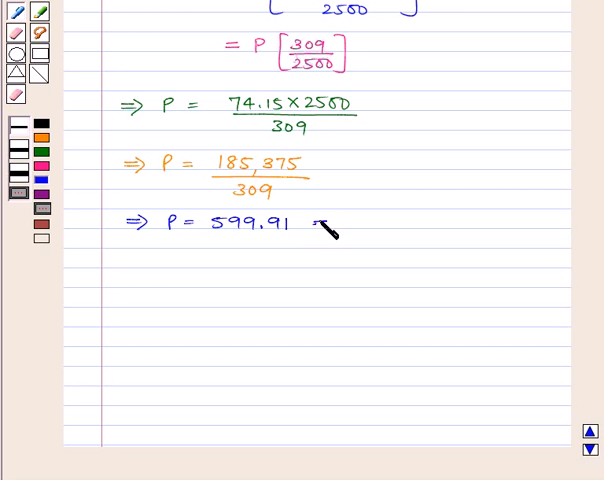 [ 2500 ]
= P [309/2500]
⇒ P = 74.15 × 2500 / 309
⇒ P = 185,375 / 309
⇒ P = 599.91 =